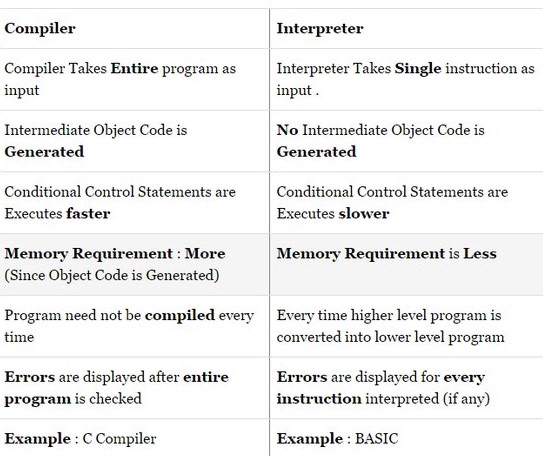 Compiler
Interpreter
Compiler Takes Entire program as
input
Interpreter Takes Single instruction as
input .
Intermediate Object Code is
Generated
No Intermediate Object Code is
Generated
Conditional Control Statements are
Executes faster
Conditional Control Statements are
Executes slower
Memory Requirement : More
(Since Object Code is Generated)
Memory Requirement is Less
Program need not be compiled every
time
Every time higher level program is
converted into lower level program
Errors are displayed after entire
program is checked
Errors are displayed for every
instruction interpreted (if any)
Example : C Compiler
Example : BASIC